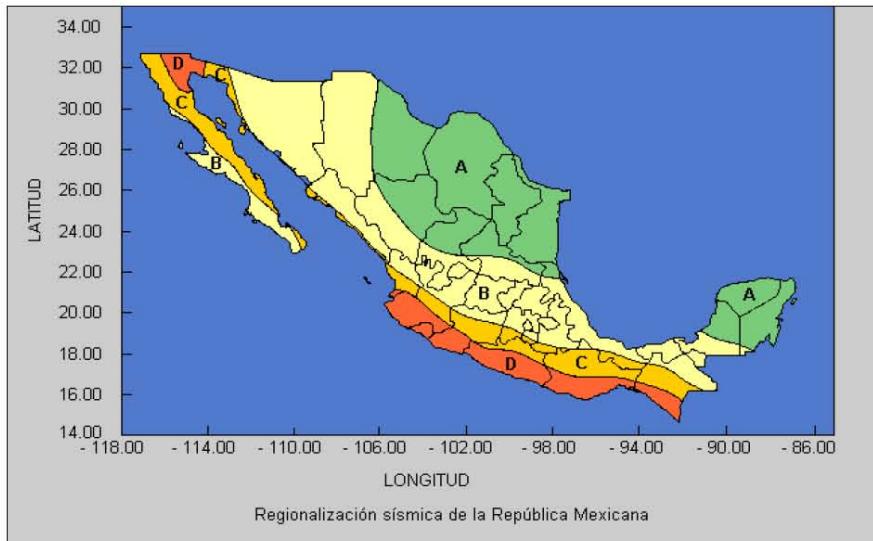 34.00
32.00
30.00
28.00
26.00
24.00
22.00
20.00
18.00
16.00
14.00
LATITUD
D
C
C
B
A
A
B
C
D
- 118.00 - 114.00 - 110.00 - 106.00 - 102.00 - 98.00 - 94.00 - 90.00 - 86.00
LONGITUD
Regionalización sísmica de la República Mexicana